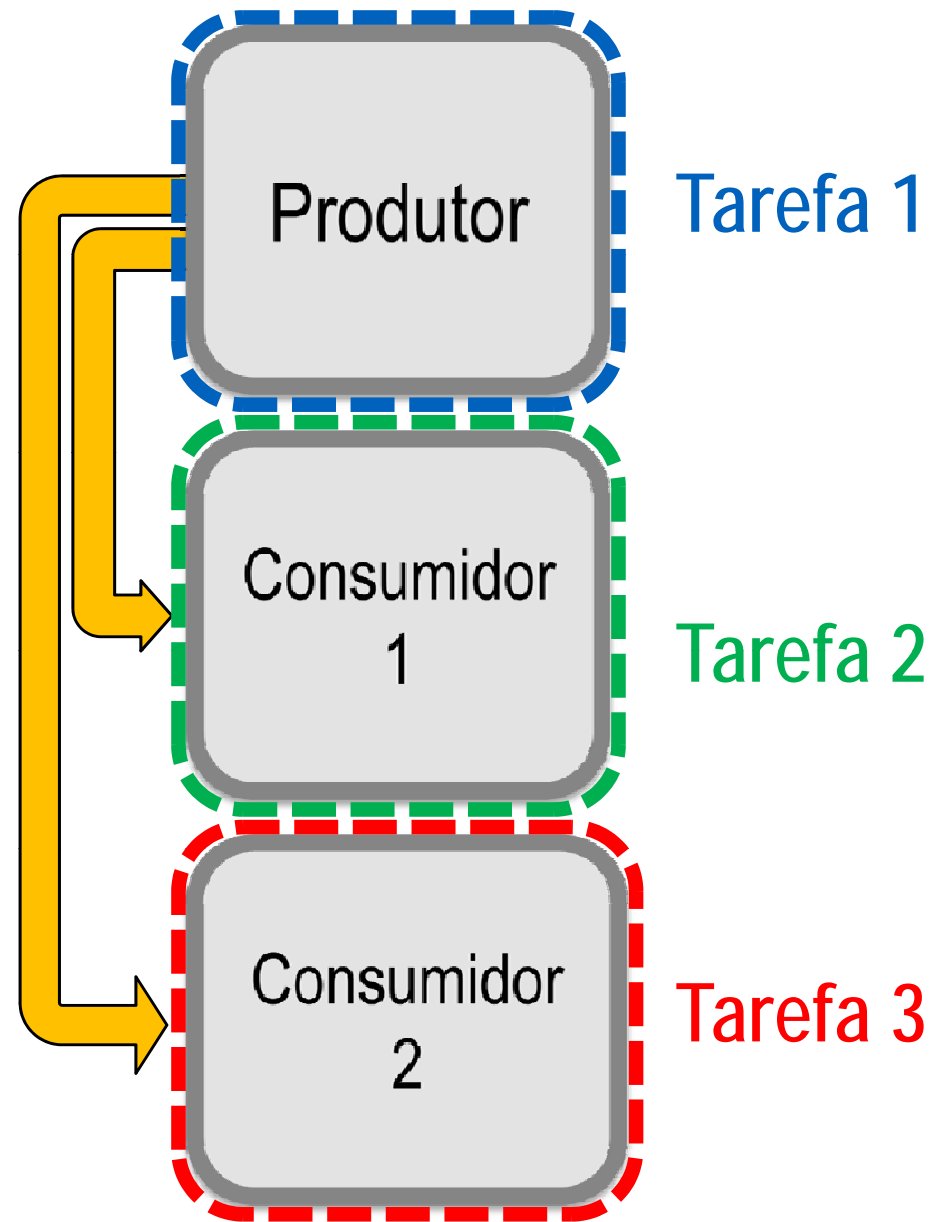 Produtor
Tarefa 1
Consumidor
1
Tarefa 2
Consumidor
2
Tarefa 3